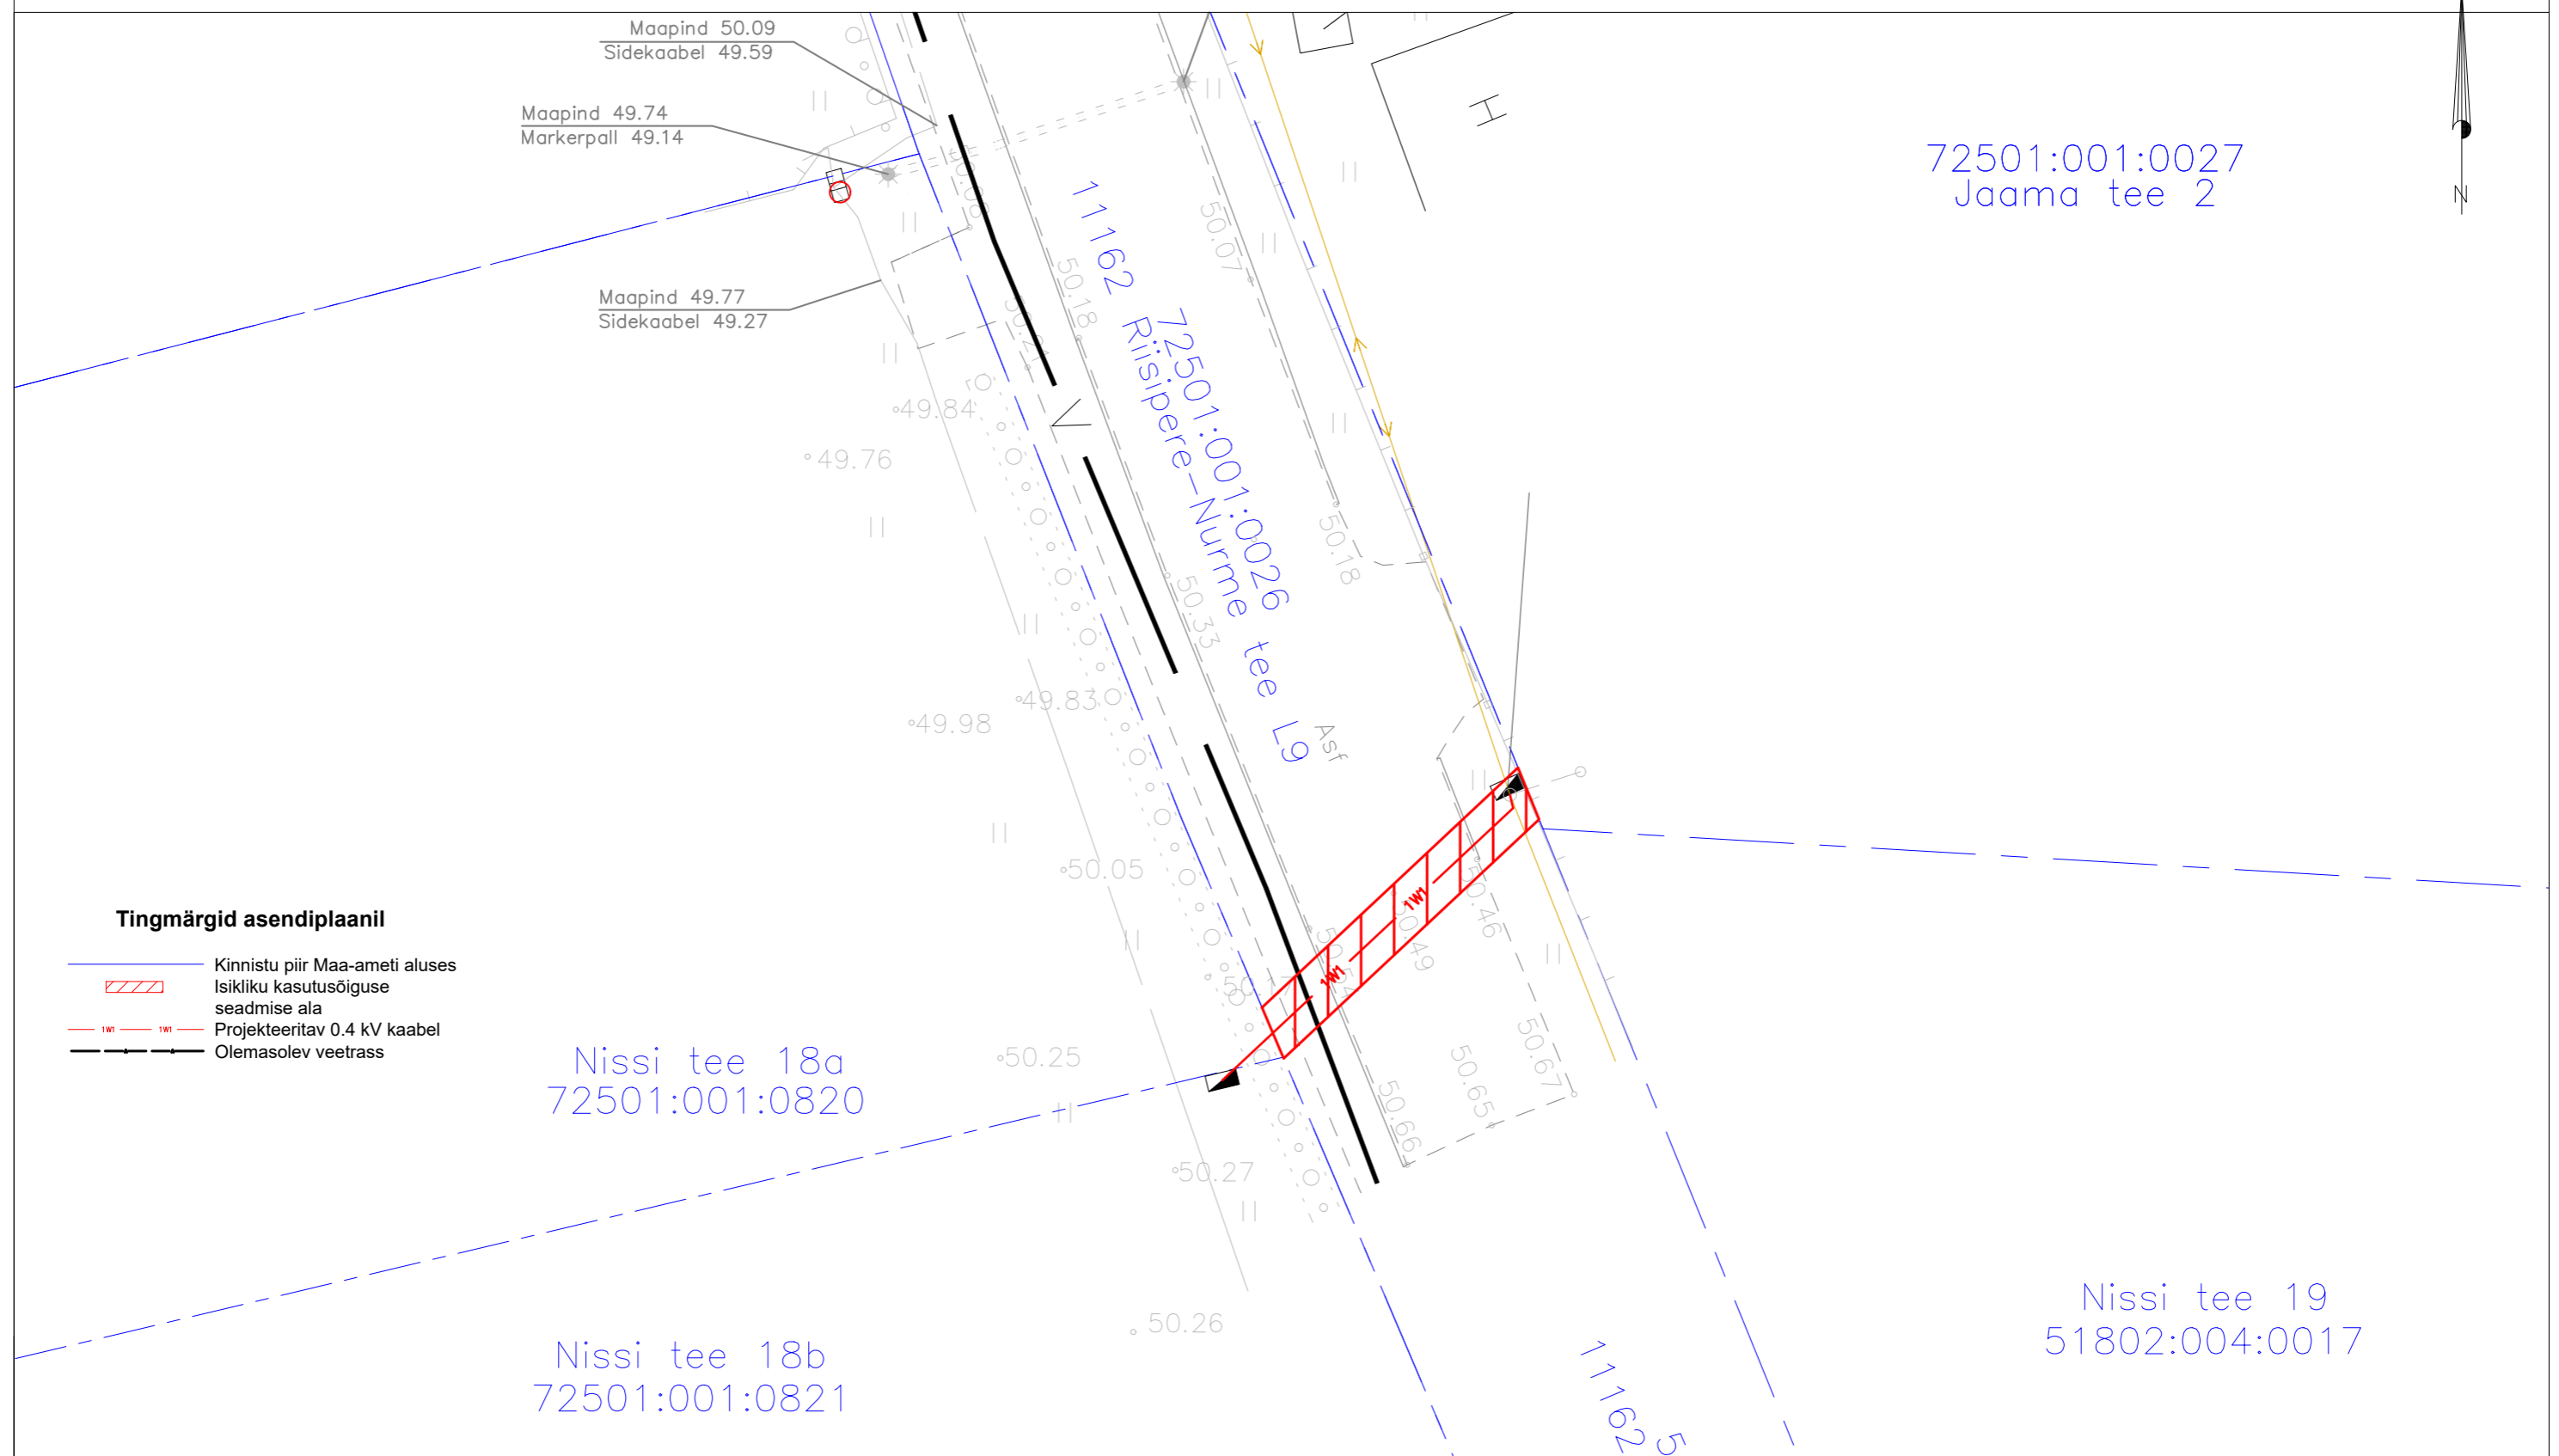 Maapind 50.09
Sidekaabel 49.59
Maapind 49.74
Markerpall 49.14
Maapind 49.77
Sidekaabel 49.27
72501:001:0027
Jaama tee 2
N
H
V
50.07
50.18
50.18
50.33
72501:001:0026
11162 Riisipere-Nurme tee L9
Asf
49.84
49.76
49.83
49.98
50.05
50.46
50.49
1W1
1W1
50.25
50.27
50.26
50.67
50.65
50.66
Tingmärgid asendiplaanil
Kinnistu piir Maa-ameti aluses
Isikliku kasutusõiguse
seadmise ala
1W1 1W1 Projekteeritav 0.4 kV kaabel
Olemasolev veetrass
Nissi tee 18a
72501:001:0820
Nissi tee 18b
72501:001:0821
Nissi tee 19
51802:004:0017
11162
5